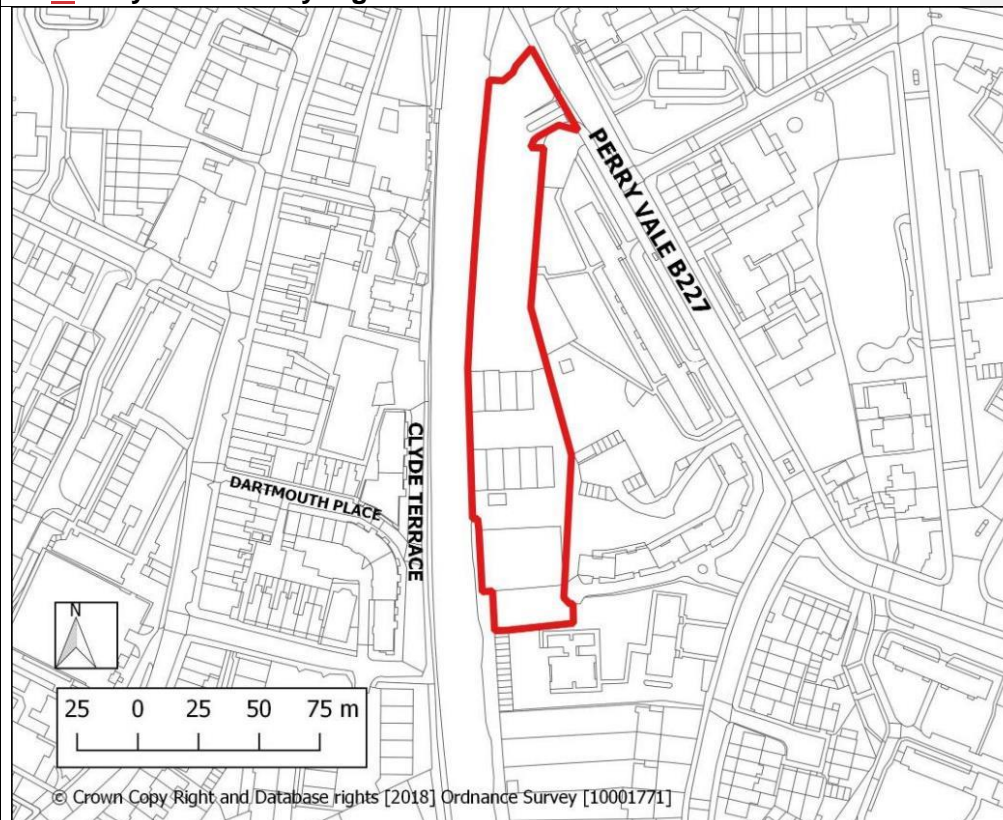 PERRY VALE B227
CLYDE TERRACE
DARTMOUTH PLACE
N
25 0 25 50 75 m
© Crown Copy Right and Database rights [2018] Ordnance Survey [10001771]